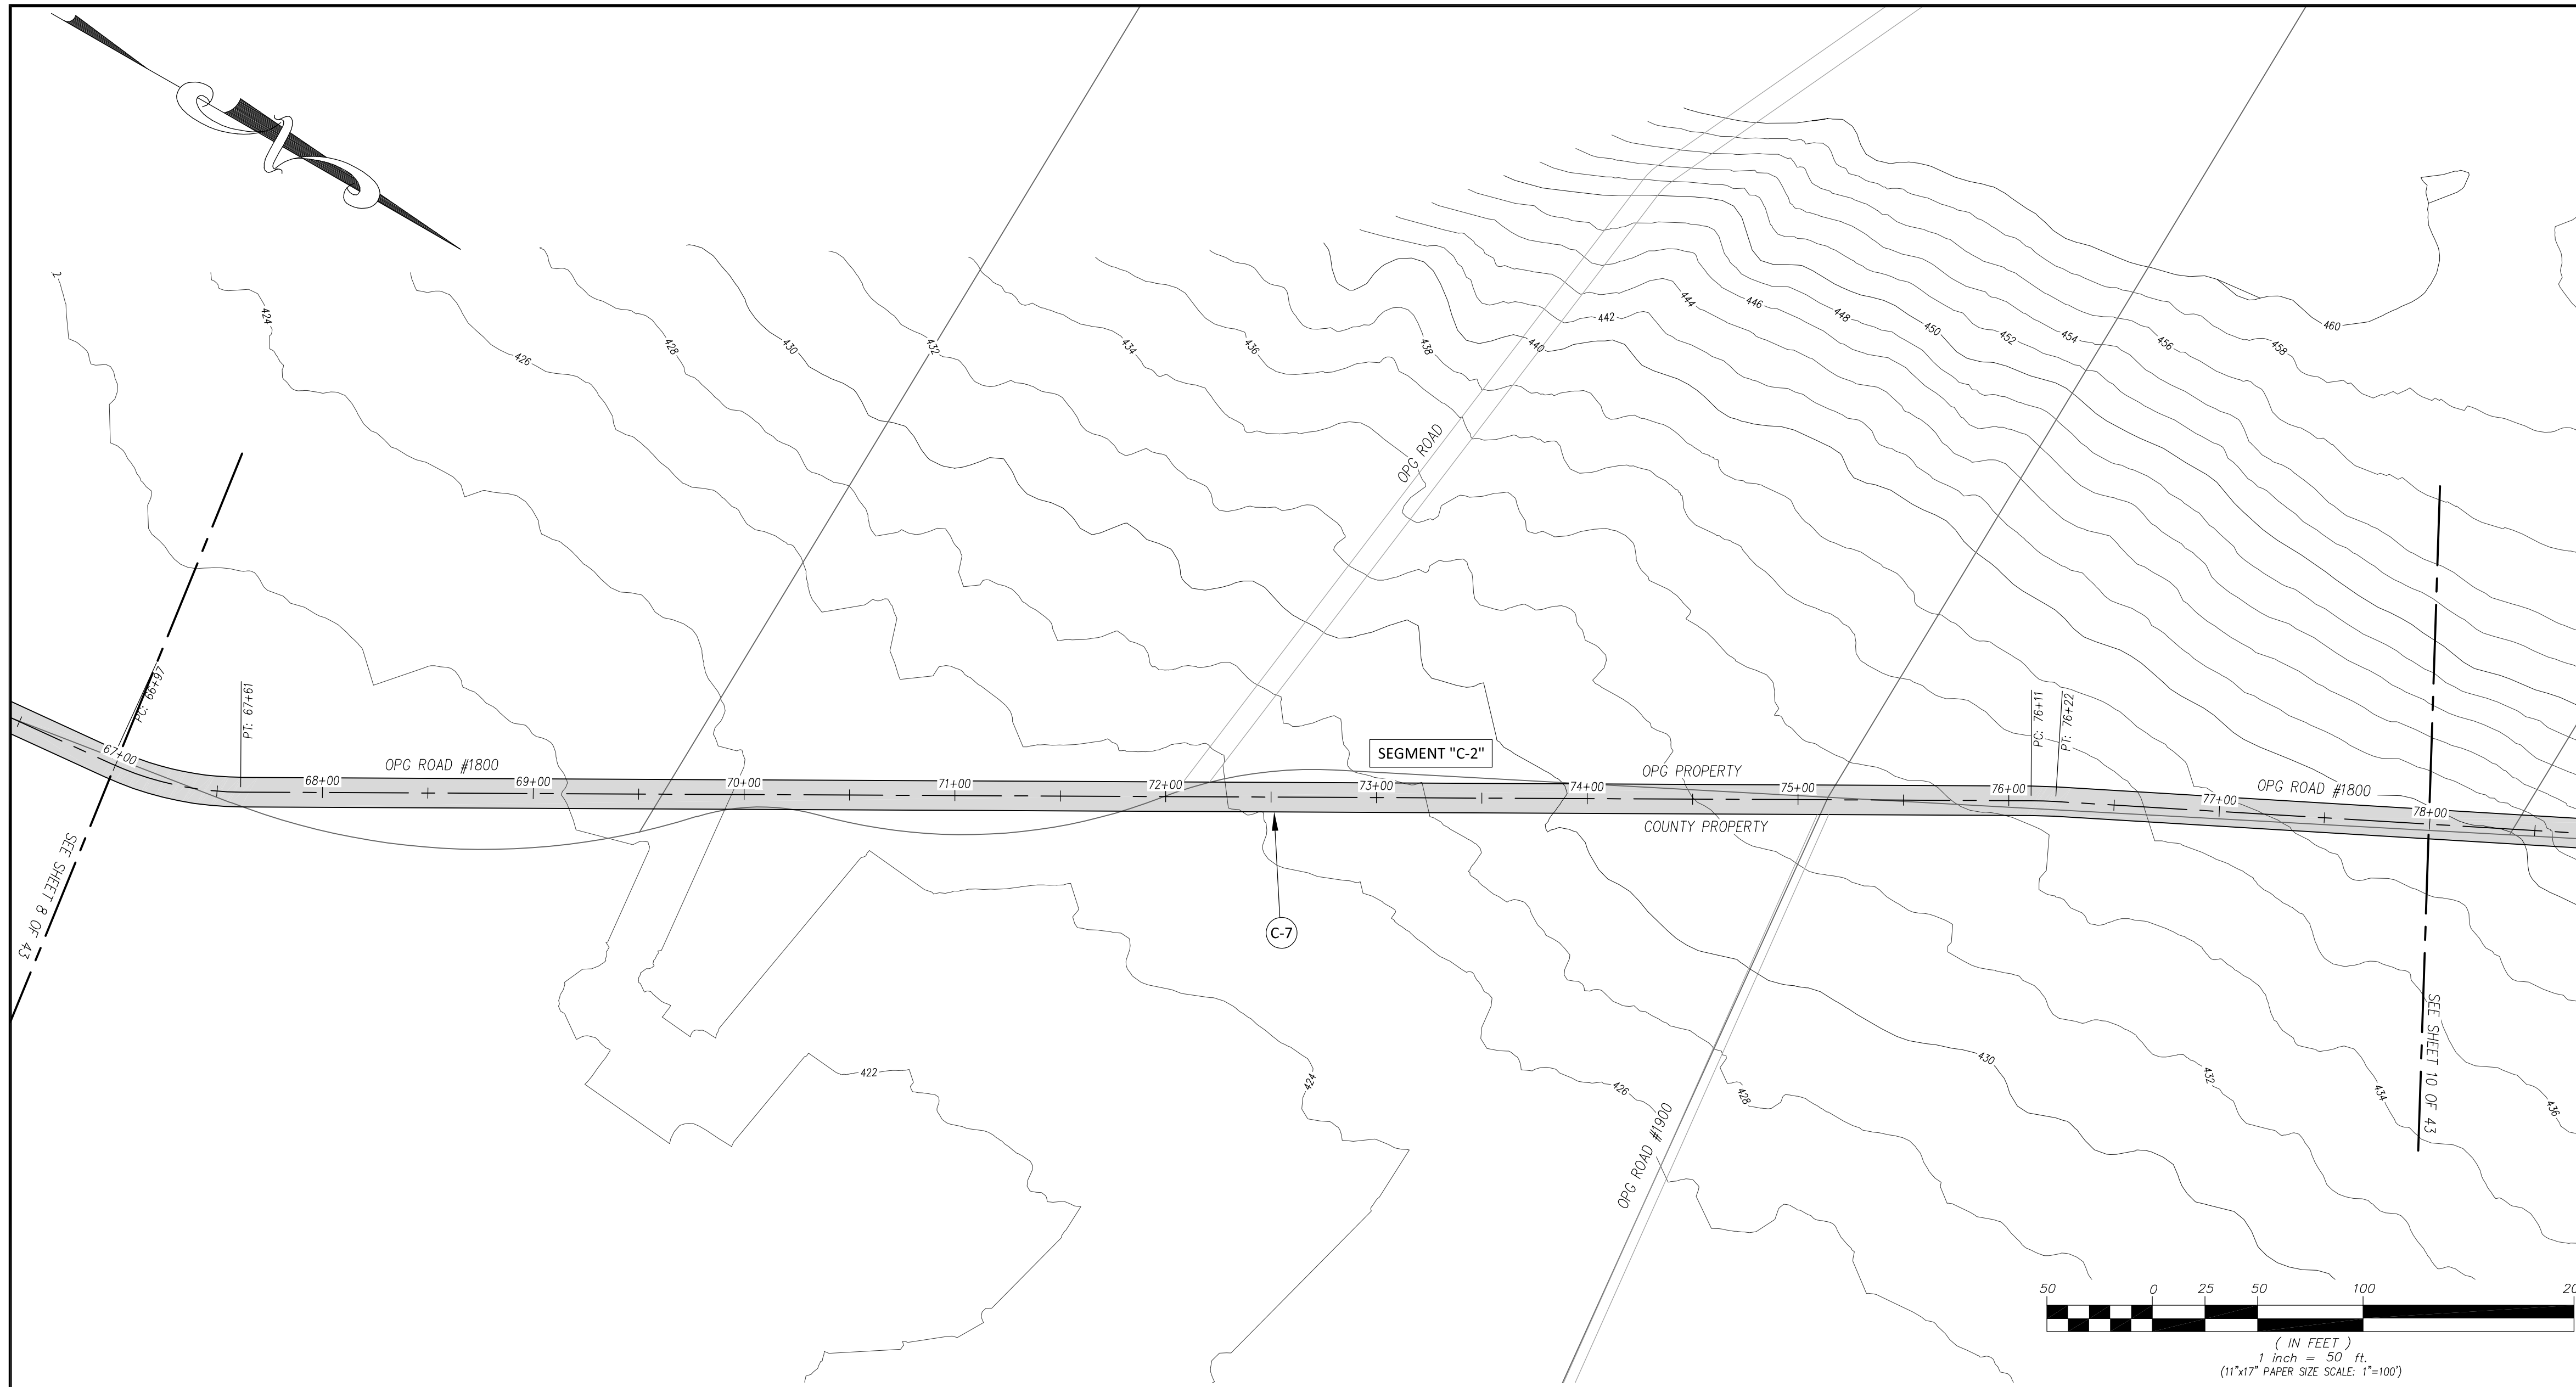 2
424
426
428
430
432
434
436
438
440
442
444
446
448
450
452
454
456
458
460
OPG ROAD
PC: 66+97
PT: 67+61
PC: 76+11
PT: 76+22
SEGMENT "C-2"
OPG ROAD #1800
OPG PROPERTY
OPG ROAD #1800
67+00
68+00
69+00
70+00
71+00
72+00
73+00
74+00
75+00
76+00
77+00
78+00
COUNTY PROPERTY
SEE SHEET 8 OF 43
C-7
422
424
426
428
430
432
434
436
OPG ROAD #1900
SEE SHEET 10 OF 43
50 0 25 50 100 20
( IN FEET )
1 inch = 50 ft.
(11"x17" PAPER SIZE SCALE: 1"=100')